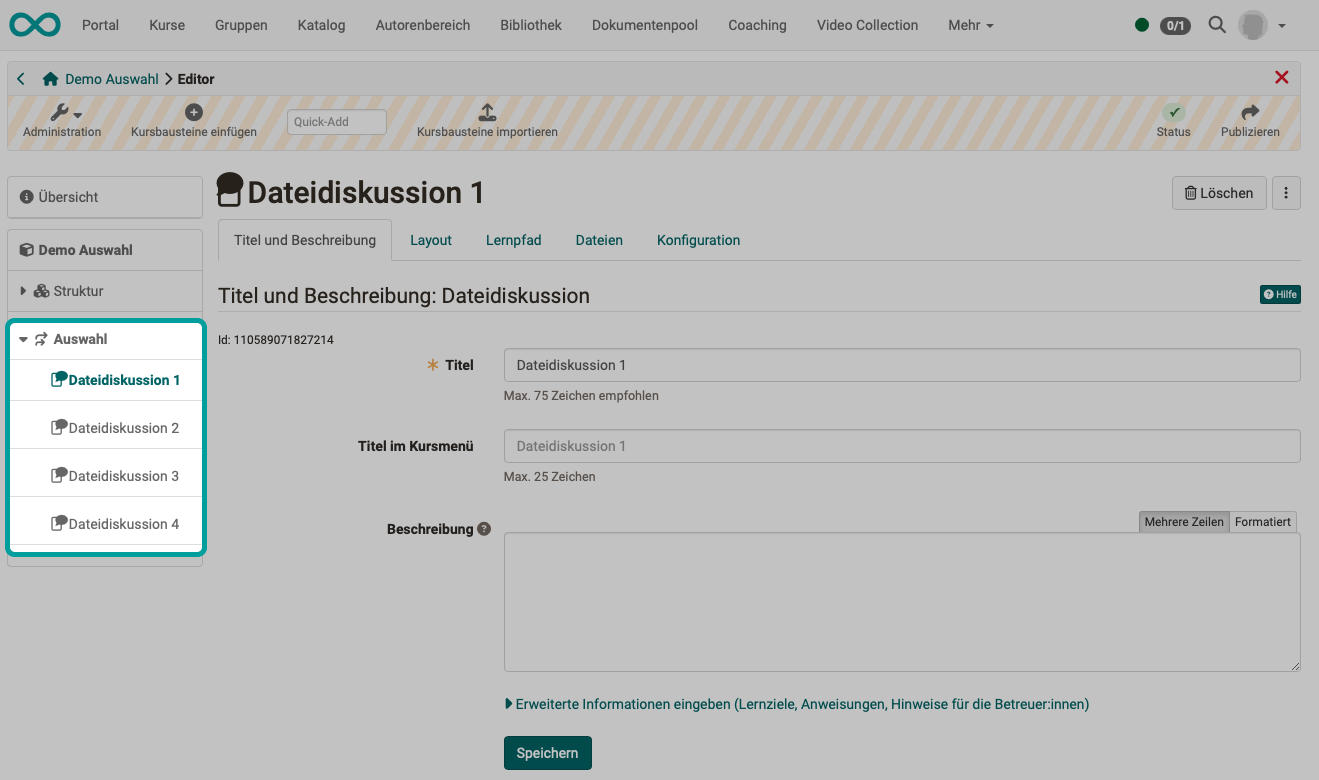 Portal Kurse Gruppen Katalog Autorenbereich Bibliothek Dokumentenpool Coaching Video Collection Mehr 0/1
Demo Auswahl Editor
Administration Kursbausteine einfügen Quick-Add Kursbausteine importieren Status Publizieren
Übersicht
Demo Auswahl
Struktur
Auswahl
Dateidiskussion 1
Dateidiskussion 2
Dateidiskussion 3
Dateidiskussion 4
Dateidiskussion 1
Löschen
Titel und Beschreibung Layout Lernpfad Dateien Konfiguration
Titel und Beschreibung: Dateidiskussion
Hilfe
Id: 110589071827214
Titel Dateidiskussion 1
Max. 75 Zeichen empfohlen
Titel im Kursmenü Dateidiskussion 1
Max. 25 Zeichen
Beschreibung Mehrere Zeilen Formatiert
Erweiterte Informationen eingeben (Lernziele, Anweisungen, Hinweise für die Betreuer:innen)
Speichern